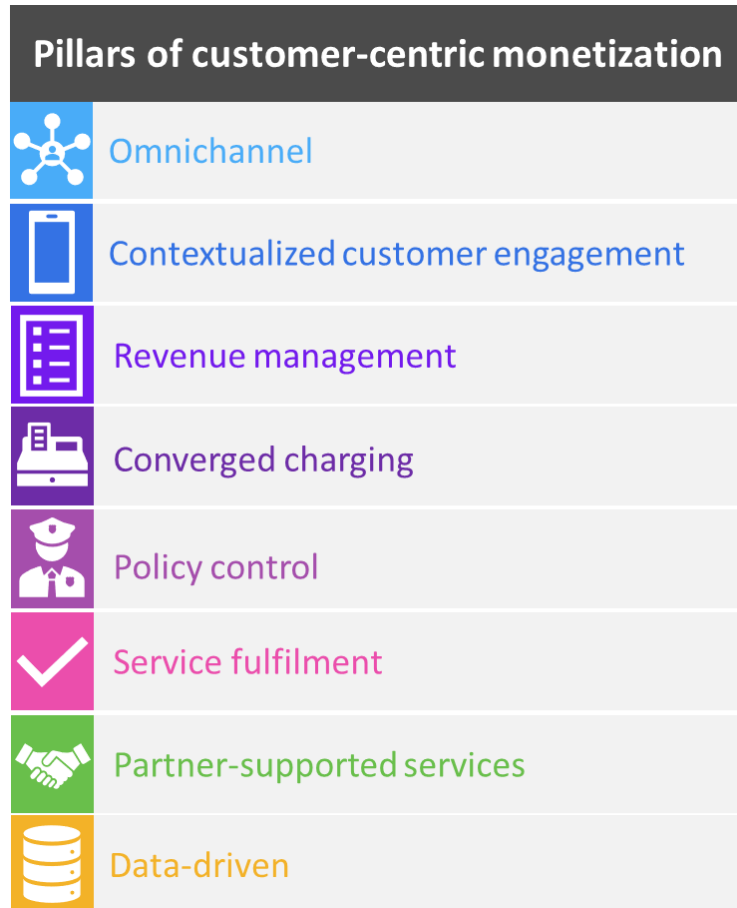 Pillars of customer-centric monetization
Omnichannel
Contextualized customer engagement
Revenue management
Converged charging
Policy control
Service fulfilment
Partner-supported services
Data-driven